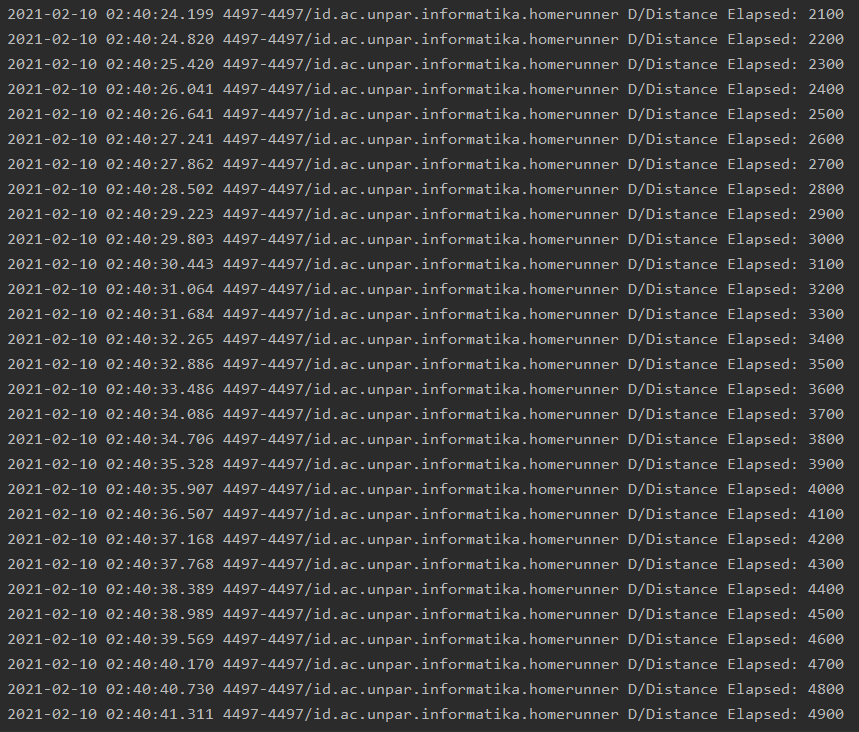 2021-02-10 02:40:24.199 4497-4497/id.ac.unpar.informatika.homerunner D/Distance Elapsed: 2100
2021-02-10 02:40:24.820 4497-4497/id.ac.unpar.informatika.homerunner D/Distance Elapsed: 2200
2021-02-10 02:40:25.420 4497-4497/id.ac.unpar.informatika.homerunner D/Distance Elapsed: 2300
2021-02-10 02:40:26.041 4497-4497/id.ac.unpar.informatika.homerunner D/Distance Elapsed: 2400
2021-02-10 02:40:26.641 4497-4497/id.ac.unpar.informatika.homerunner D/Distance Elapsed: 2500
2021-02-10 02:40:27.241 4497-4497/id.ac.unpar.informatika.homerunner D/Distance Elapsed: 2600
2021-02-10 02:40:27.862 4497-4497/id.ac.unpar.informatika.homerunner D/Distance Elapsed: 2700
2021-02-10 02:40:28.502 4497-4497/id.ac.unpar.informatika.homerunner D/Distance Elapsed: 2800
2021-02-10 02:40:29.223 4497-4497/id.ac.unpar.informatika.homerunner D/Distance Elapsed: 2900
2021-02-10 02:40:29.803 4497-4497/id.ac.unpar.informatika.homerunner D/Distance Elapsed: 3000
2021-02-10 02:40:30.443 4497-4497/id.ac.unpar.informatika.homerunner D/Distance Elapsed: 3100
2021-02-10 02:40:31.064 4497-4497/id.ac.unpar.informatika.homerunner D/Distance Elapsed: 3200
2021-02-10 02:40:31.684 4497-4497/id.ac.unpar.informatika.homerunner D/Distance Elapsed: 3300
2021-02-10 02:40:32.265 4497-4497/id.ac.unpar.informatika.homerunner D/Distance Elapsed: 3400
2021-02-10 02:40:32.886 4497-4497/id.ac.unpar.informatika.homerunner D/Distance Elapsed: 3500
2021-02-10 02:40:33.486 4497-4497/id.ac.unpar.informatika.homerunner D/Distance Elapsed: 3600
2021-02-10 02:40:34.086 4497-4497/id.ac.unpar.informatika.homerunner D/Distance Elapsed: 3700
2021-02-10 02:40:34.706 4497-4497/id.ac.unpar.informatika.homerunner D/Distance Elapsed: 3800
2021-02-10 02:40:35.328 4497-4497/id.ac.unpar.informatika.homerunner D/Distance Elapsed: 3900
2021-02-10 02:40:35.907 4497-4497/id.ac.unpar.informatika.homerunner D/Distance Elapsed: 4000
2021-02-10 02:40:36.507 4497-4497/id.ac.unpar.informatika.homerunner D/Distance Elapsed: 4100
2021-02-10 02:40:37.168 4497-4497/id.ac.unpar.informatika.homerunner D/Distance Elapsed: 4200
2021-02-10 02:40:37.768 4497-4497/id.ac.unpar.informatika.homerunner D/Distance Elapsed: 4300
2021-02-10 02:40:38.389 4497-4497/id.ac.unpar.informatika.homerunner D/Distance Elapsed: 4400
2021-02-10 02:40:38.989 4497-4497/id.ac.unpar.informatika.homerunner D/Distance Elapsed: 4500
2021-02-10 02:40:39.569 4497-4497/id.ac.unpar.informatika.homerunner D/Distance Elapsed: 4600
2021-02-10 02:40:40.170 4497-4497/id.ac.unpar.informatika.homerunner D/Distance Elapsed: 4700
2021-02-10 02:40:40.730 4497-4497/id.ac.unpar.informatika.homerunner D/Distance Elapsed: 4800
2021-02-10 02:40:41.311 4497-4497/id.ac.unpar.informatika.homerunner D/Distance Elapsed: 4900